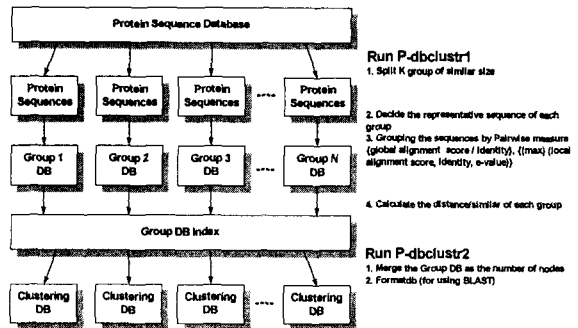 Protein Sequence Database
Run P-dbclustr1
1. Split K group of similar size
Protein Sequences
Protein Sequences
Protein Sequences
Protein Sequences
2. Decide the representative sequence of each
group
3. Grouping the sequences by Pairwise measure
{global alignment score / Identity}, {(max) (local
alignment score, Identity, e-value)}
Group 1 DB
Group 2 DB
Group 3 DB
Group N DB
4. Calculate the distance/similar of each group
Group DB Index
Run P-dbclustr2
1. Merge the Group DB as the number of nodes
2. Formatdb (for using BLAST)
Clustering DB
Clustering DB
Clustering DB
Clustering DB